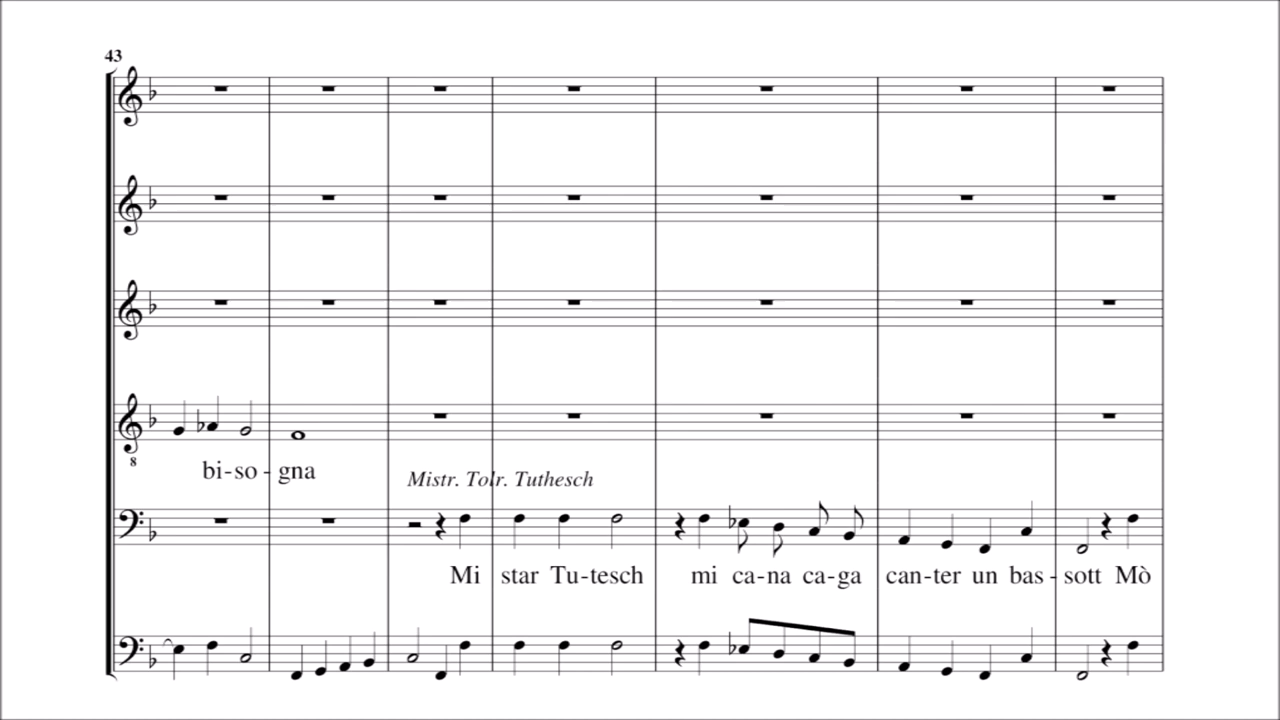 43
bi-so - gna
8
Mistr. Tolr. Tuthesch
Mi star Tu-tesch mi ca-na ca-ga can-ter un bas - sott Mò